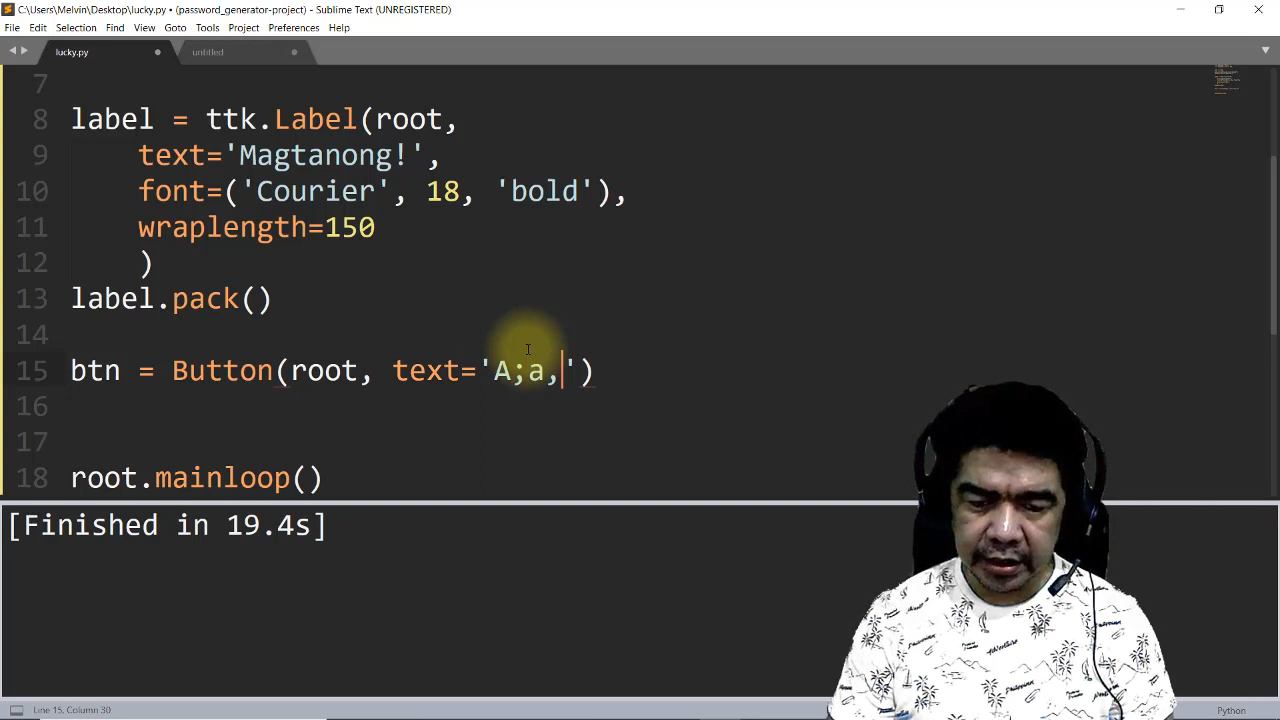 C:\Users\Melvin\Desktop\lucky.py • (password_generator-project) - Sublime Text (UNREGISTERED)
File Edit Selection Find View Goto Tools Project Preferences Help
lucky.py untitled
7
8 label = ttk.Label(root,
9 text='Magtanong!',
10 font=('Courier', 18, 'bold'),
11 wraplength=150
12 )
13 label.pack()
14
15 btn = Button(root, text='A;a,')
16
17
18 root.mainloop()
[Finished in 19.4s]
Line 15, Column 30 Python